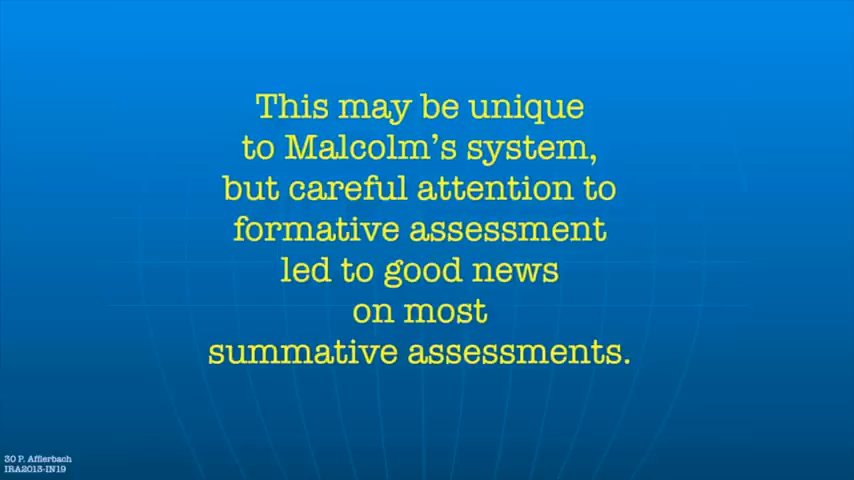 This may be unique
to Malcolm's system,
but careful attention to
formative assessment
led to good news
on most
summative assessments.
30 P. Afflerbach
IRA2013-IN19